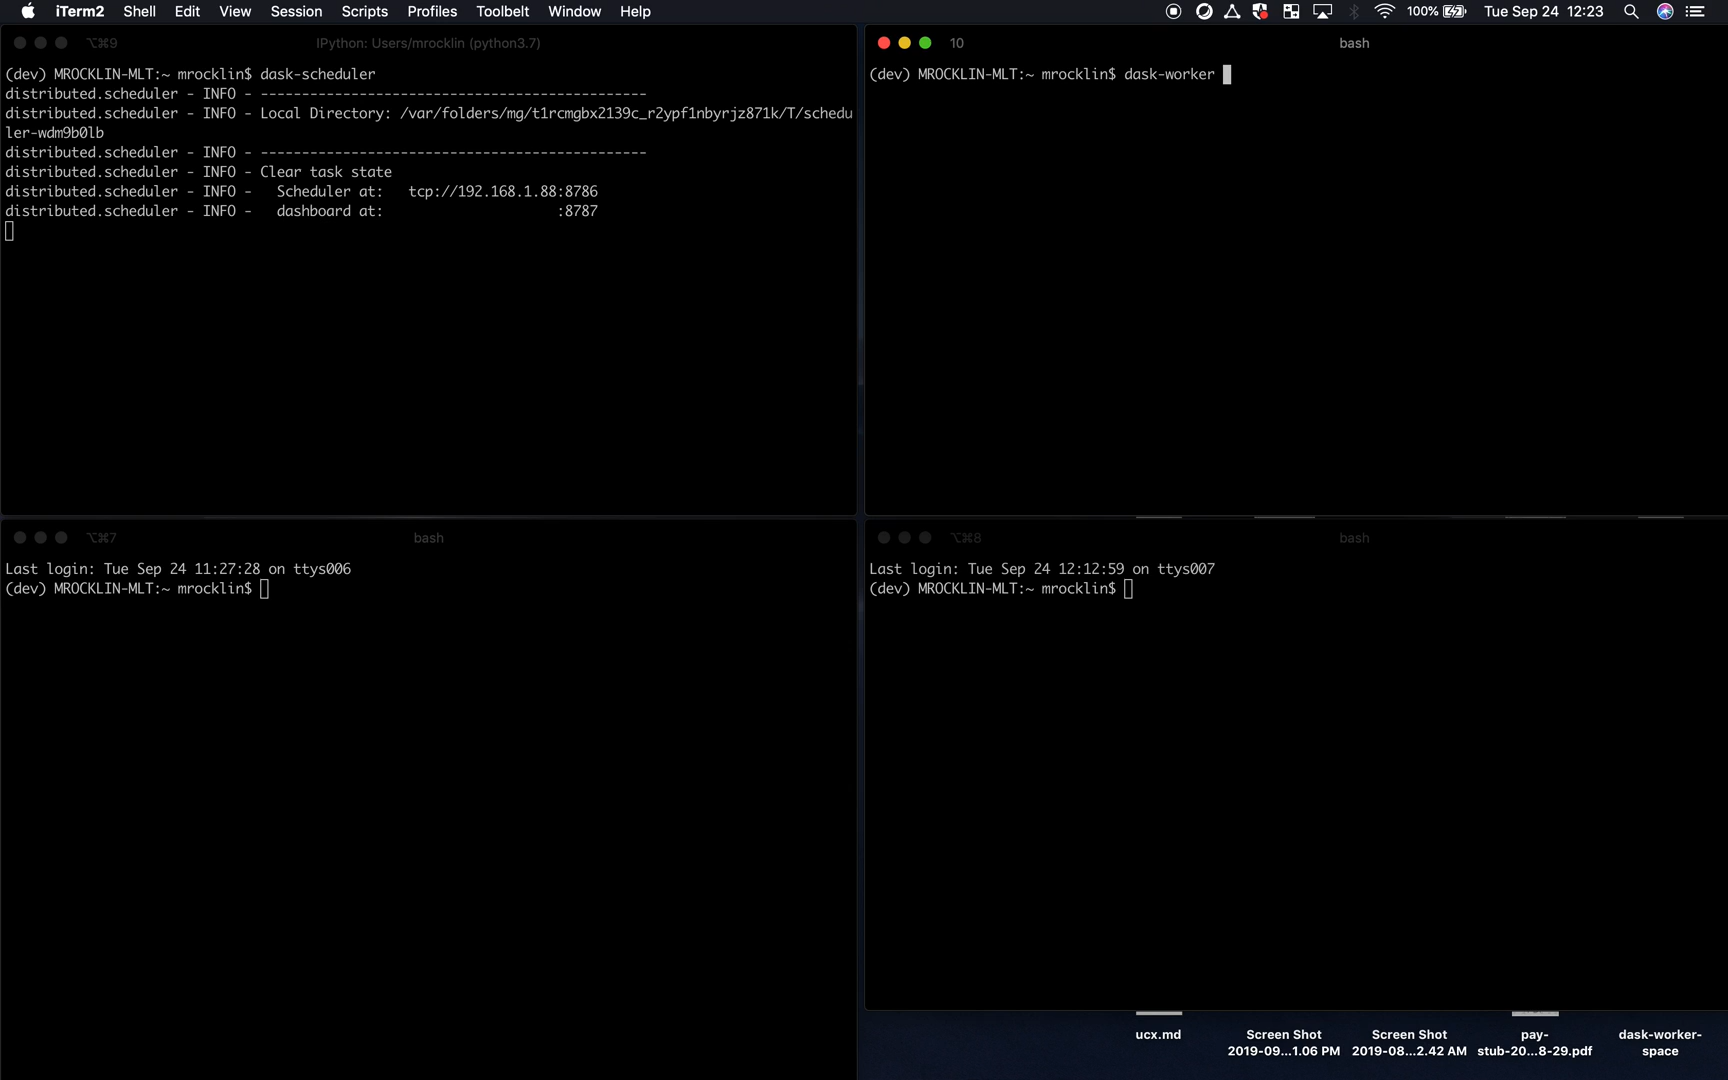 iTerm2 Shell Edit View Session Scripts Profiles Toolbelt Window Help 100% Tue Sep 24 12:23
⌥⌘9 IPython: Users/mrocklin (python3.7)
(dev) MROCKLIN-MLT:~ mrocklin$ dask-scheduler
distributed.scheduler - INFO - -----------------------------------------------
distributed.scheduler - INFO - Local Directory: /var/folders/mg/t1rcmgbx2139c_r2ypf1nbyrjz871k/T/schedu
ler-wdm9b0lb
distributed.scheduler - INFO - -----------------------------------------------
distributed.scheduler - INFO - Clear task state
distributed.scheduler - INFO -   Scheduler at:   tcp://192.168.1.88:8786
distributed.scheduler - INFO -   dashboard at:                     :8787
10 bash
(dev) MROCKLIN-MLT:~ mrocklin$ dask-worker
⌥⌘7 bash
Last login: Tue Sep 24 11:27:28 on ttys006
(dev) MROCKLIN-MLT:~ mrocklin$
⌥⌘8 bash
Last login: Tue Sep 24 12:12:59 on ttys007
(dev) MROCKLIN-MLT:~ mrocklin$
ucx.md
Screen Shot
2019-09...1.06 PM
Screen Shot
2019-08...2.42 AM
pay-
stub-20...8-29.pdf
dask-worker-
space